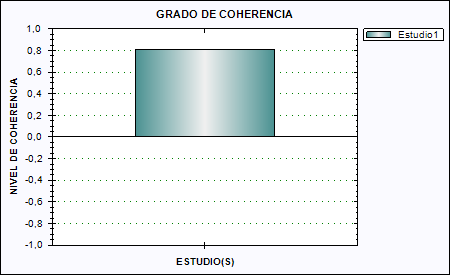 GRADO DE COHERENCIA
Estudio1
NIVEL DE COHERENCIA
1,0
0,8
0,6
0,4
0,2
0,0
-0,2
-0,4
-0,6
-0,8
-1,0
ESTUDIO(S)